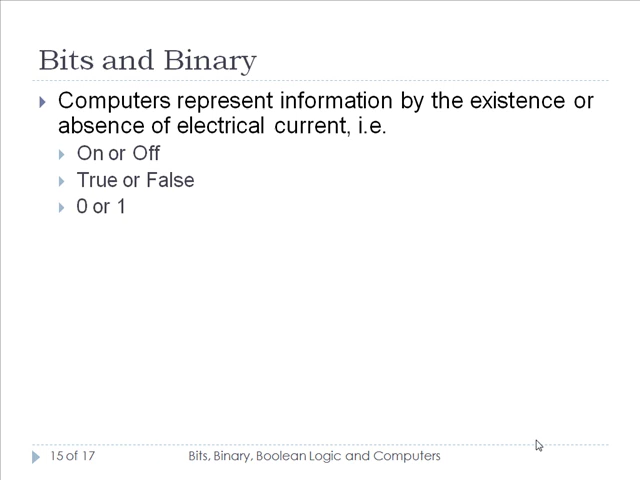 Bits and Binary
Computers represent information by the existence or
absence of electrical current, i.e.
On or Off
True or False
0 or 1
15 of 17
Bits, Binary, Boolean Logic and Computers